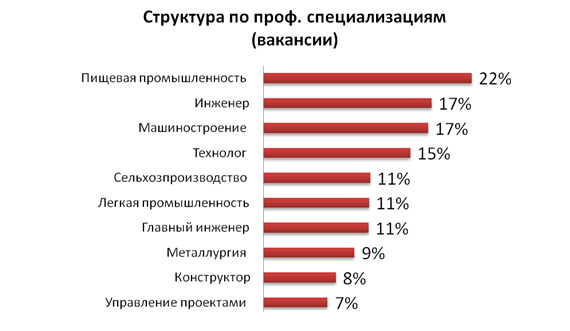 Структура по проф. специализациям
(вакансии)
Пищевая промышленность 22%
Инженер 17%
Машиностроение 17%
Технолог 15%
Сельхозпроизводство 11%
Легкая промышленность 11%
Главный инженер 11%
Металлургия 9%
Конструктор 8%
Управление проектами 7%